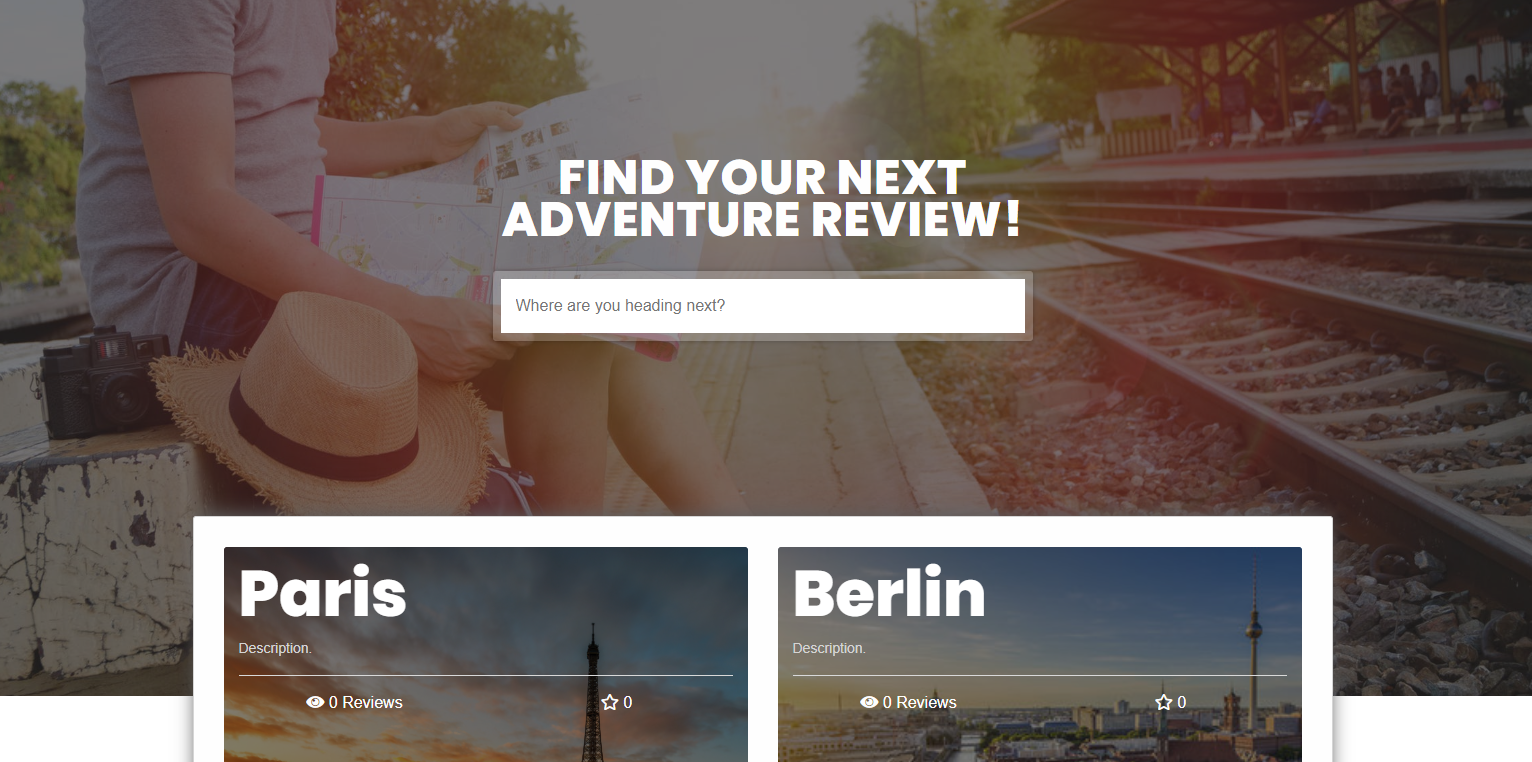 FIND YOUR NEXT
ADVENTURE REVIEW!
Where are you heading next?
Paris
Description.
0 Reviews
0
Berlin
Description.
0 Reviews
0